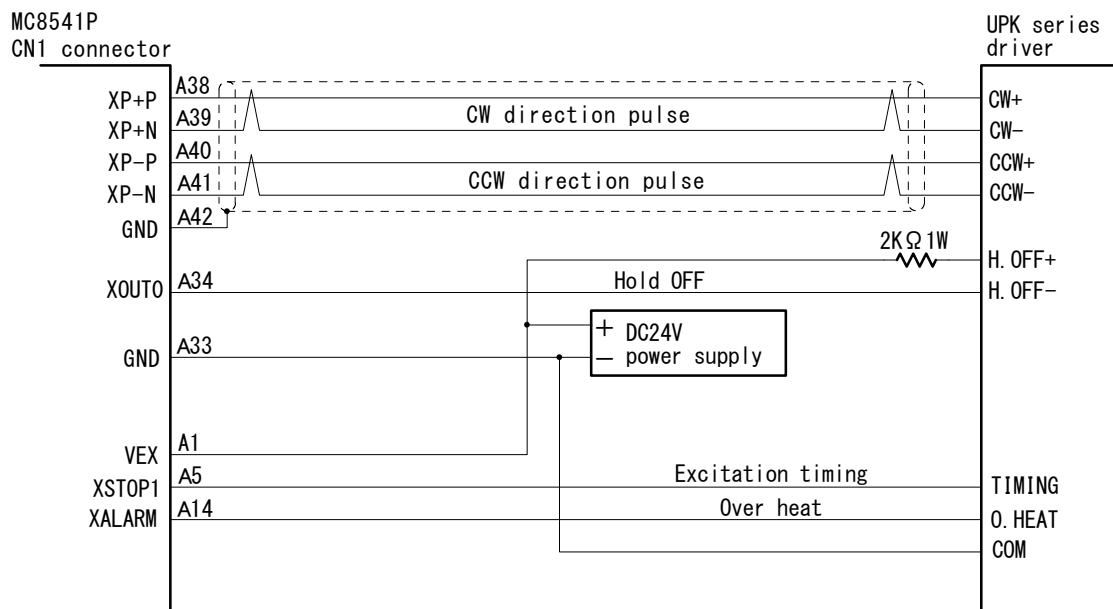 MC8541P
CN1 connector
UPK series
driver
XP+P A38 CW+
CW direction pulse
XP+N A39 CW-
XP-P A40 CCW+
CCW direction pulse
XP-N A41 CCW-
GND A42
2KΩ1W
H.OFF+
XOUT0 A34 Hold OFF H.OFF-
+ DC24V
- power supply
GND A33
VEX A1
XSTOP1 A5 Excitation timing TIMING
XALARM A14 Over heat O.HEAT
COM